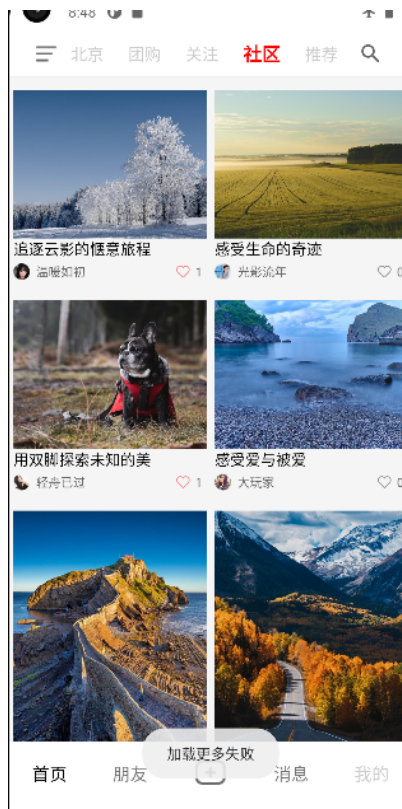 8:48
北京 团购 关注 社区 推荐
追逐云影的惬意旅程 感受生命的奇迹
温暖如初 1 光影流年 0
用双脚探索未知的美 感受爱与被爱
轻舟已过 1 大玩家 0
加载更多失败
首页 朋友 消息 我的